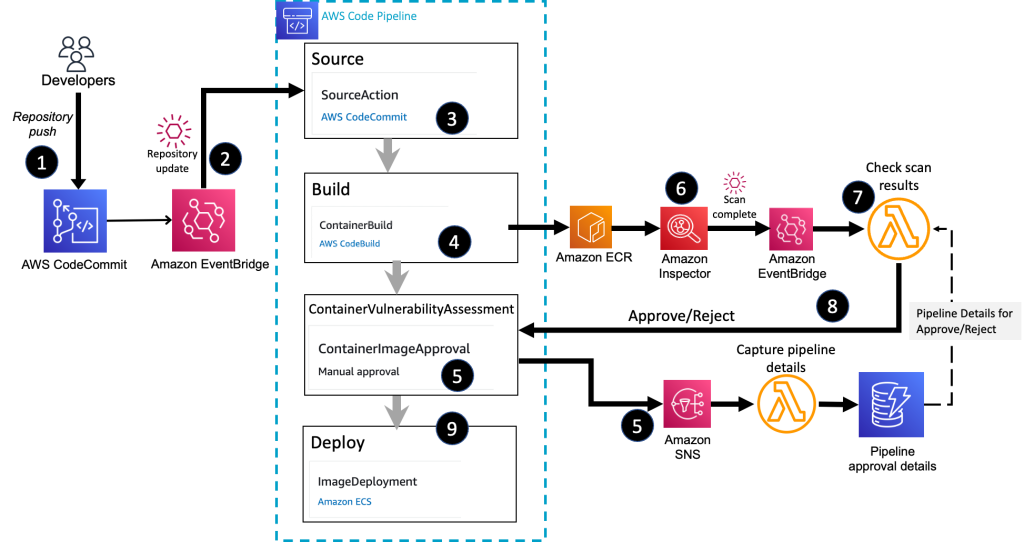 AWS Code Pipeline
Developers
Repository
push
1
Repository
update
2
AWS CodeCommit
Amazon EventBridge
Source
SourceAction
AWS CodeCommit
3
Build
ContainerBuild
AWS CodeBuild
4
Amazon ECR
6
Amazon
Inspector
Scan
complete
Amazon
EventBridge
7
Check scan
results
ContainerVulnerabilityAssessment
ContainerImageApproval
Manual approval
5
Approve/Reject
8
Pipeline Details for
Approve/Reject
5
Amazon
SNS
Capture pipeline
details
Pipeline
approval details
9
Deploy
ImageDeployment
Amazon ECS